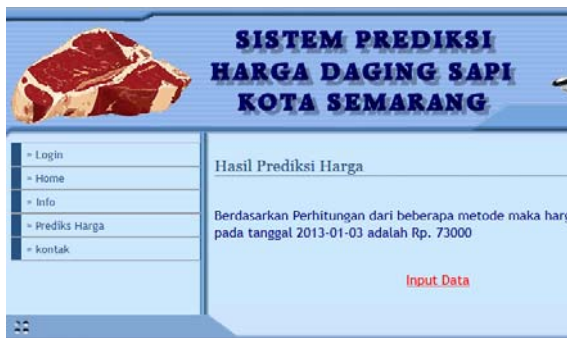 SISTEM PREDIKSI
HARGA DAGING SAPI
KOTA SEMARANG
» Login
» Home
» Info
» Prediks Harga
» kontak
Hasil Prediksi Harga
Berdasarkan Perhitungan dari beberapa metode maka
pada tanggal 2013-01-03 adalah Rp. 73000
Input Data